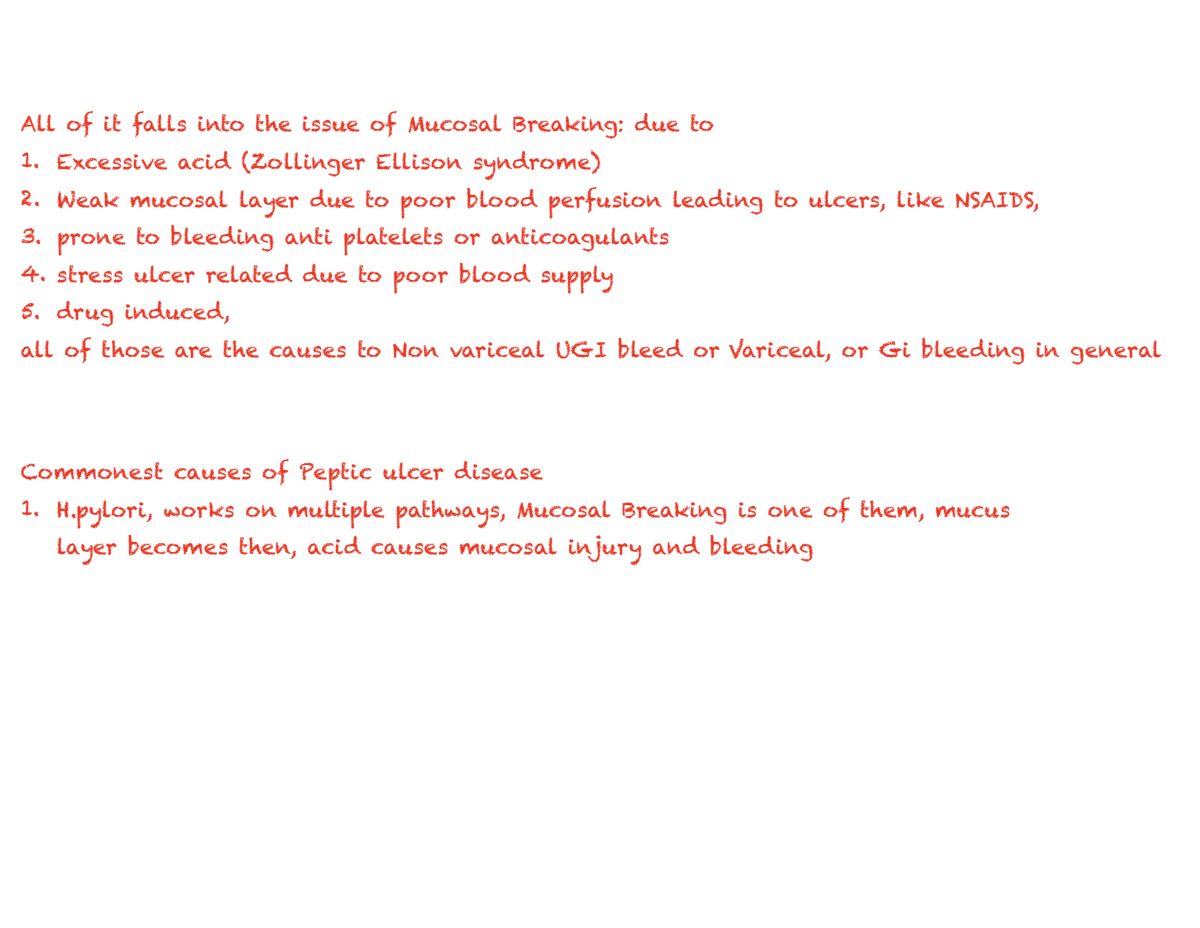 All of it falls into the issue of Mucosal Breaking: due to
1. Excessive acid (Zollinger Ellison syndrome)
2. Weak mucosal layer due to poor blood perfusion leading to ulcers, like NSAIDS,
3. prone to bleeding anti platelets or anticoagulants
4. stress ulcer related due to poor blood supply
5. drug induced,
all of those are the causes to Non variceal UGI bleed or Variceal, or Gi bleeding in general
Commonest causes of Peptic ulcer disease
1. H.pylori, works on multiple pathways, Mucosal Breaking is one of them, mucus
layer becomes then, acid causes mucosal injury and bleeding